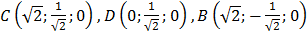 C (√2; 1/√2; 0), D (0; 1/√2; 0), B (√2; −1/√2; 0)